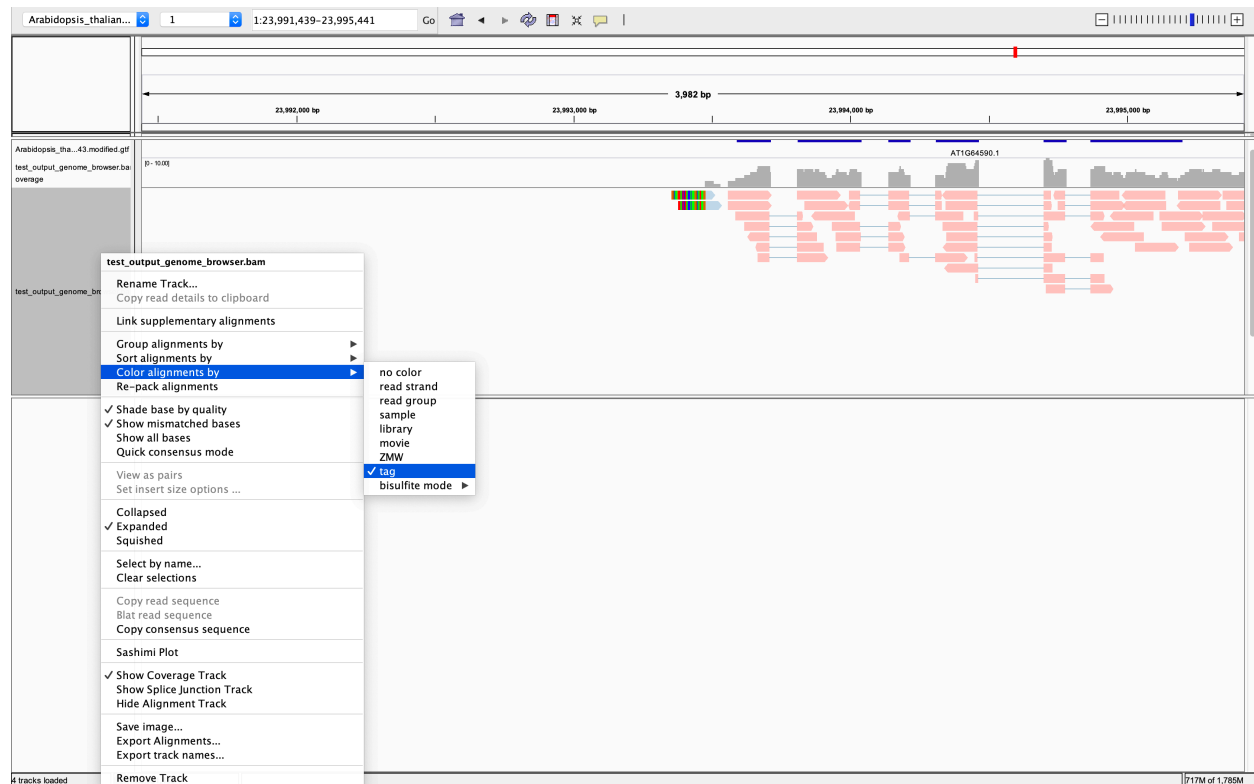 Arabidopsis_thalian... 1 1:23,991,439-23,995,441 Go
3,982 bp
23,992,000 bp 23,993,000 bp 23,994,000 bp 23,995,000 bp
Arabidopsis_tha...43.modified.gtf
AT1G64590.1
test_output_genome_browser.ba
overage
[0 - 10.00]
test_output_genome_bro
test_output_genome_browser.bam
Rename Track...
Copy read details to clipboard
Link supplementary alignments
Group alignments by
Sort alignments by
Color alignments by
Re-pack alignments
Shade base by quality
Show mismatched bases
Show all bases
Quick consensus mode
View as pairs
Set insert size options ...
Collapsed
Expanded
Squished
Select by name...
Clear selections
Copy read sequence
Blat read sequence
Copy consensus sequence
Sashimi Plot
Show Coverage Track
Show Splice Junction Track
Hide Alignment Track
Save image...
Export Alignments...
Export track names...
Remove Track
no color
read strand
read group
sample
library
movie
ZMW
tag
bisulfite mode
4 tracks loaded
717M of 1,785M